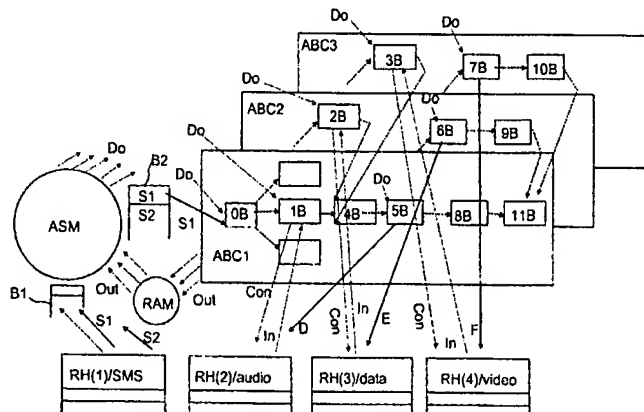 Do
Do
ABC3
3B
7B
10B
Do
ABC2
Do
2B
6B
9B
Do
Do
B2
Do
Do
S1
S2
S1
0B
1B
4B
5B
8B
11B
ASM
ABC1
B1
Out
RAM
Out
Con
In
D
Con
In
E
Con
In
F
S1
S2
RH(1)/SMS
RH(2)/audio
RH(3)/data
RH(4)/video